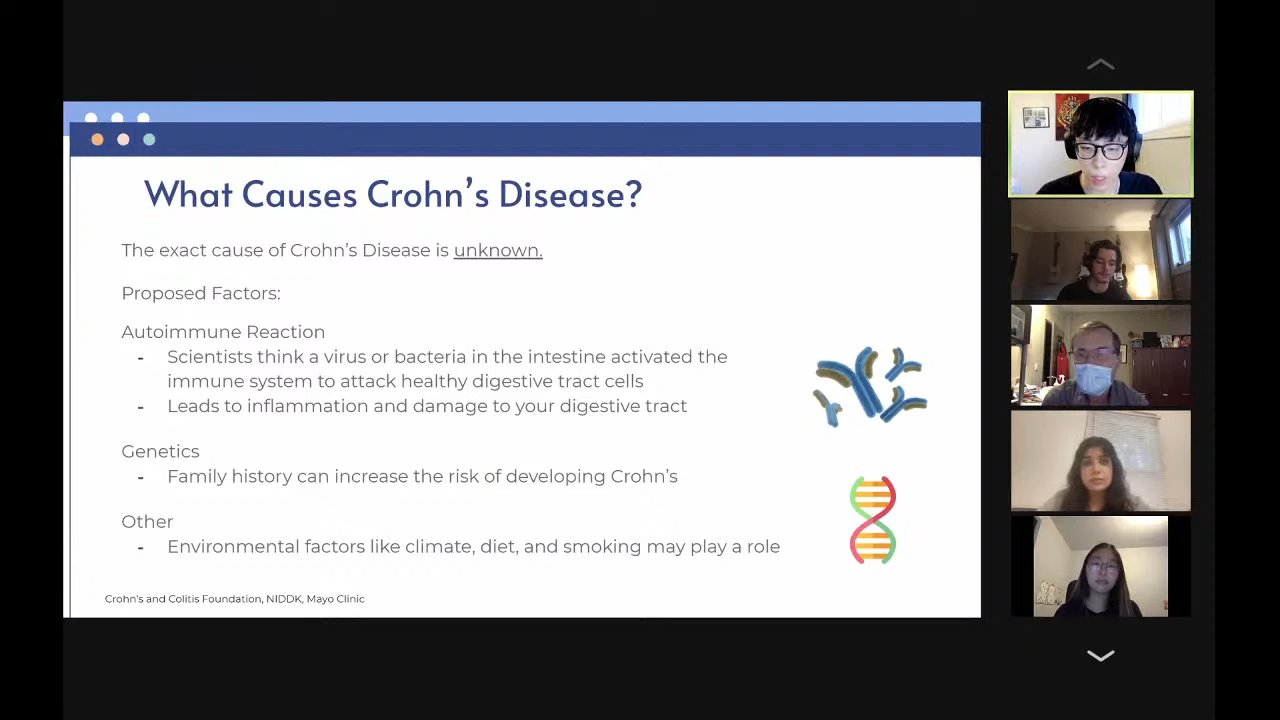 What Causes Crohn's Disease?
The exact cause of Crohn's Disease is unknown.
Proposed Factors:
Autoimmune Reaction
- Scientists think a virus or bacteria in the intestine activated the
immune system to attack healthy digestive tract cells
- Leads to inflammation and damage to your digestive tract
Genetics
- Family history can increase the risk of developing Crohn's
Other
- Environmental factors like climate, diet, and smoking may play a role
Crohn's and Colitis Foundation, NIDDK, Mayo Clinic